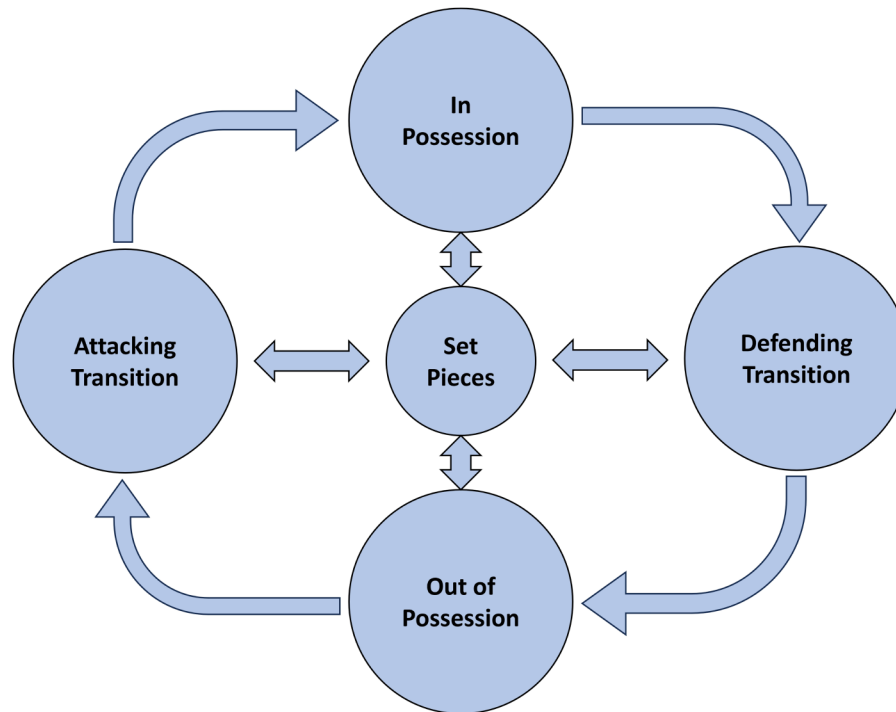 In
Possession
Attacking
Transition
Set
Pieces
Defending
Transition
Out of
Possession